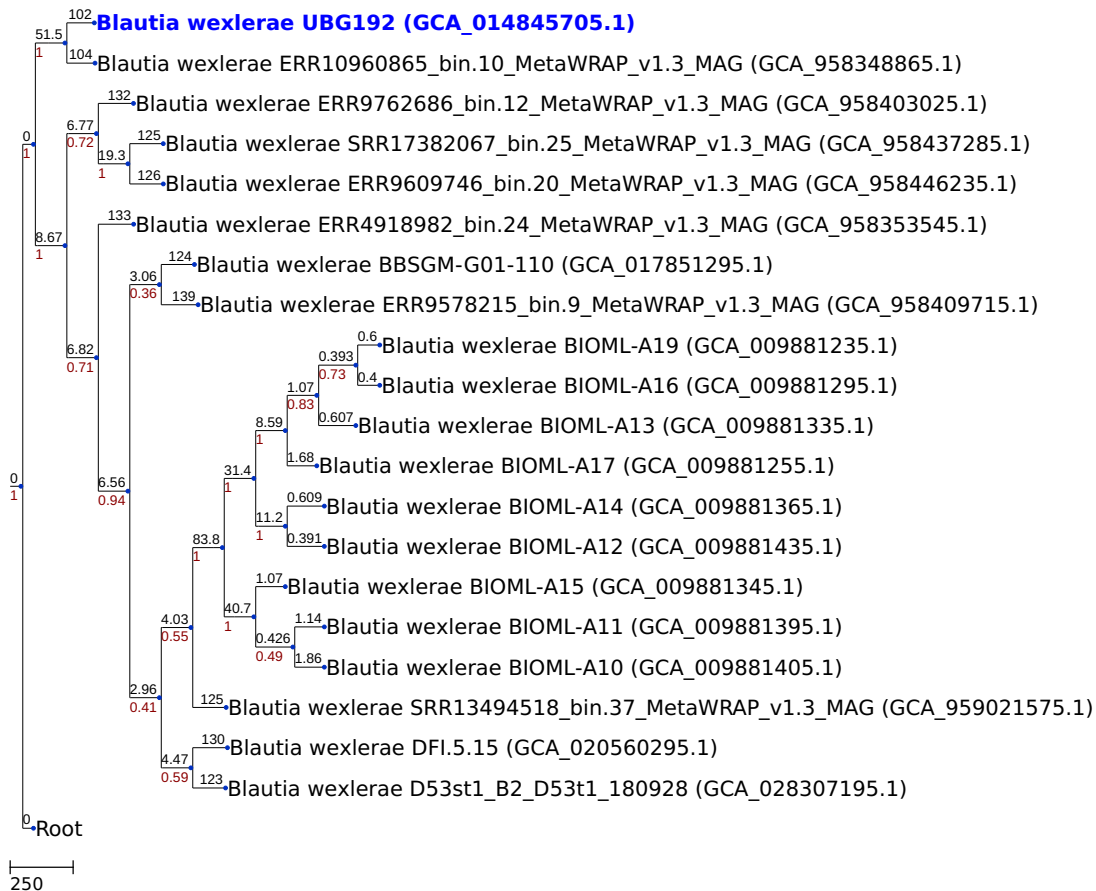 102
Blautia wexlerae UBG192 (GCA_014845705.1)
51.5
1
104
Blautia wexlerae ERR10960865_bin.10_MetaWRAP_v1.3_MAG (GCA_958348865.1)
132
Blautia wexlerae ERR9762686_bin.12_MetaWRAP_v1.3_MAG (GCA_958403025.1)
6.77
0.72
0
1
125
Blautia wexlerae SRR17382067_bin.25_MetaWRAP_v1.3_MAG (GCA_958437285.1)
19.3
1
126
Blautia wexlerae ERR9609746_bin.20_MetaWRAP_v1.3_MAG (GCA_958446235.1)
133
Blautia wexlerae ERR4918982_bin.24_MetaWRAP_v1.3_MAG (GCA_958353545.1)
8.67
1
124
Blautia wexlerae BBSGM-G01-110 (GCA_017851295.1)
3.06
0.36
139
Blautia wexlerae ERR9578215_bin.9_MetaWRAP_v1.3_MAG (GCA_958409715.1)
0.6
Blautia wexlerae BIOML-A19 (GCA_009881235.1)
6.82
0.71
0.393
0.73
0.4
Blautia wexlerae BIOML-A16 (GCA_009881295.1)
1.07
0.83
0.607
Blautia wexlerae BIOML-A13 (GCA_009881335.1)
8.59
1
1.68
Blautia wexlerae BIOML-A17 (GCA_009881255.1)
31.4
1
0
1
6.56
0.94
0.609
Blautia wexlerae BIOML-A14 (GCA_009881365.1)
11.2
1
0.391
Blautia wexlerae BIOML-A12 (GCA_009881435.1)
83.8
1
1.07
Blautia wexlerae BIOML-A15 (GCA_009881345.1)
40.7
1
1.14
Blautia wexlerae BIOML-A11 (GCA_009881395.1)
4.03
0.55
0.426
0.49
1.86
Blautia wexlerae BIOML-A10 (GCA_009881405.1)
2.96
0.41
125
Blautia wexlerae SRR13494518_bin.37_MetaWRAP_v1.3_MAG (GCA_959021575.1)
130
Blautia wexlerae DFI.5.15 (GCA_020560295.1)
4.47
0.59
123
Blautia wexlerae D53st1_B2_D53t1_180928 (GCA_028307195.1)
0
Root
250